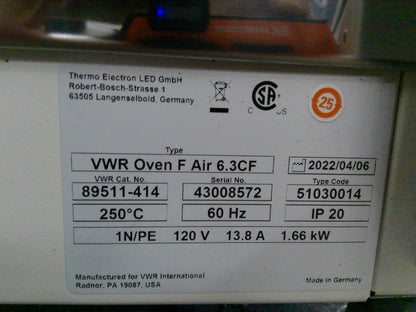 Thermo Electron LED GmbH
Robert-Bosch-Strasse 1
63505 Langenselbold, Germany
CSA
C US
25
Type
VWR Oven F Air 6.3CF
2022/04/06
VWR Cat. No. Serial No. Type Code
89511-414 43008572 51030014
250°C 60 Hz IP 20
1N/PE 120 V 13.8 A 1.66 kW
Manufactured for VWR International
Radnor, PA 19087. USA
Made in Germany